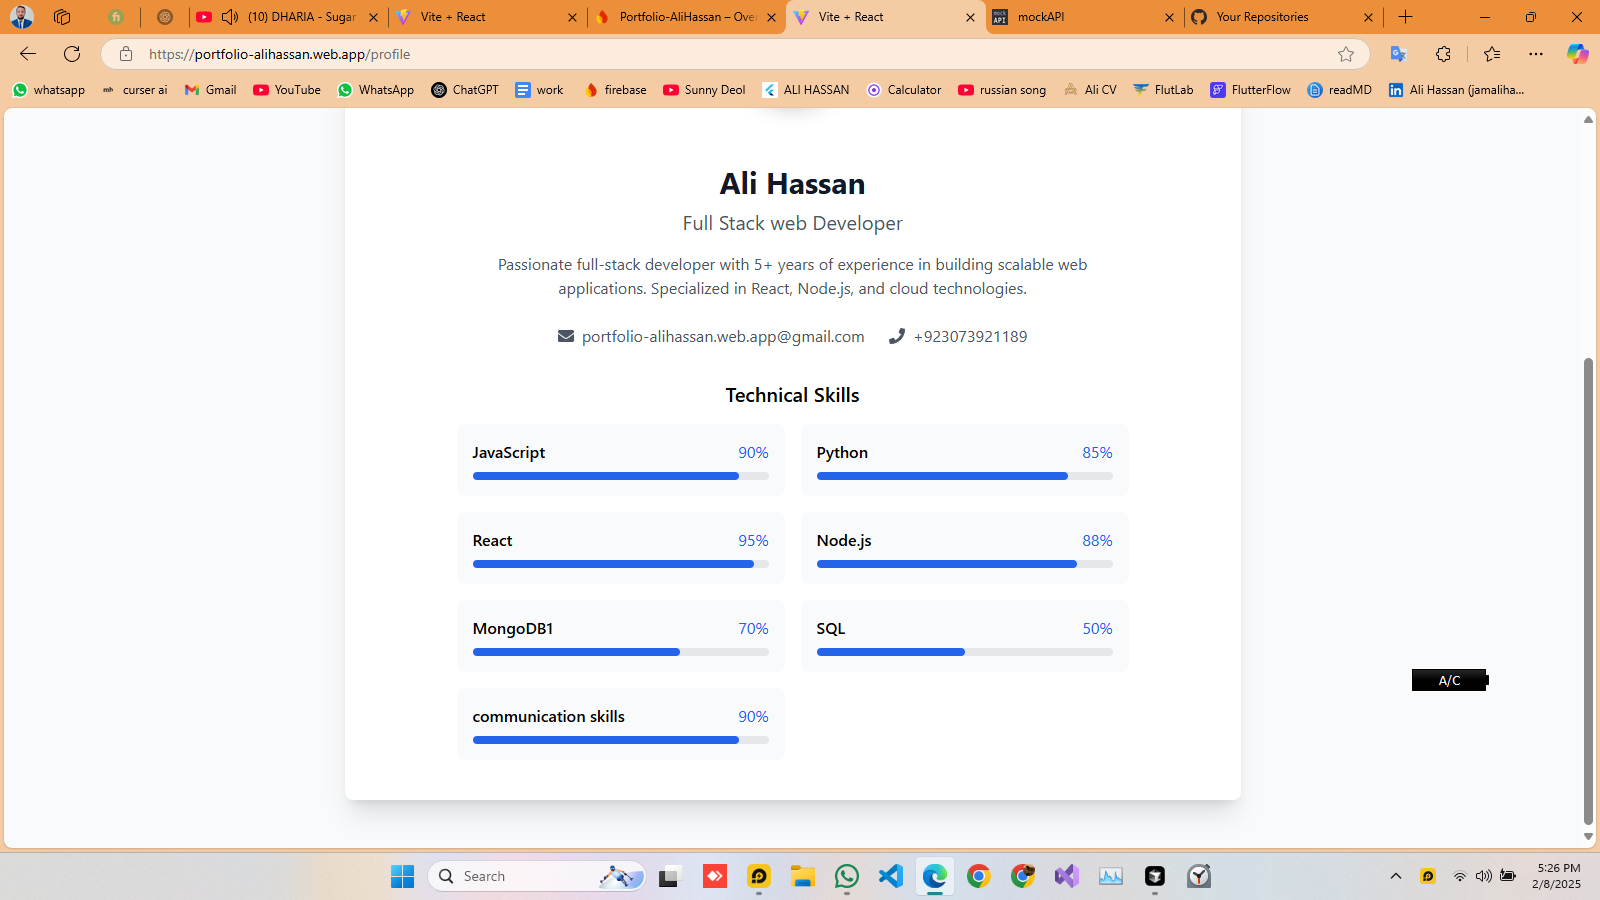 (10) DHARIA - Sugar
Vite + React
Portfolio-AliHassan – Over
Vite + React
mockAPI
Your Repositories
https://portfolio-alihassan.web.app/profile
whatsapp
curser ai
Gmail
YouTube
WhatsApp
ChatGPT
work
firebase
Sunny Deol
ALI HASSAN
Calculator
russian song
Ali CV
FlutLab
FlutterFlow
readMD
Ali Hassan (jamaliha...
Ali Hassan
Full Stack web Developer
Passionate full-stack developer with 5+ years of experience in building scalable web
applications. Specialized in React, Node.js, and cloud technologies.
portfolio-alihassan.web.app@gmail.com
+923073921189
Technical Skills
JavaScript 90%
Python 85%
React 95%
Node.js 88%
MongoDB1 70%
SQL 50%
communication skills 90%
A/C
Search
5:26 PM
2/8/2025